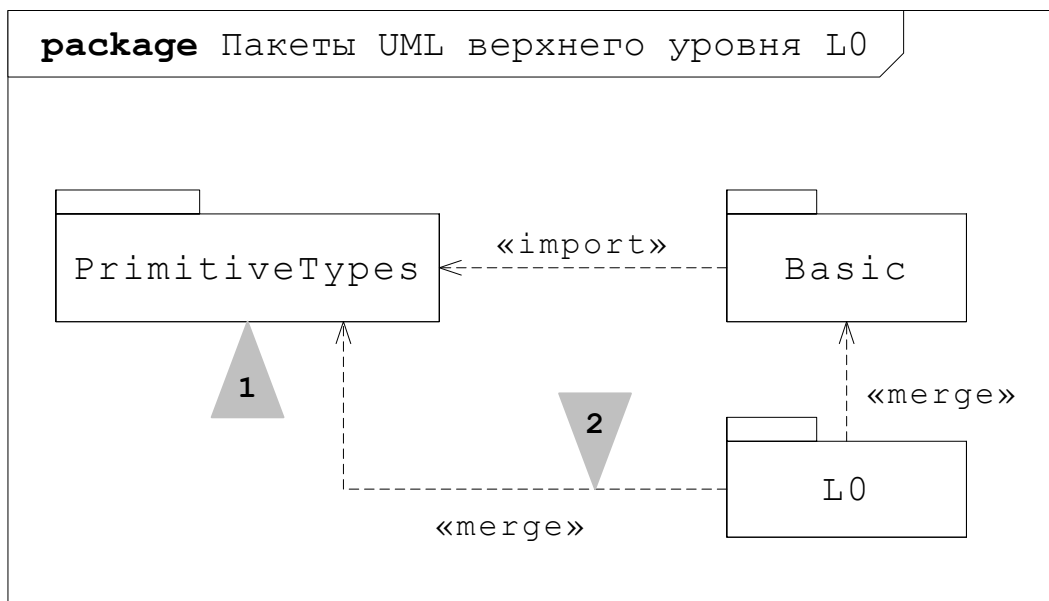 package Пакеты UML верхнего уровня L0
PrimitiveTypes
«import»
Basic
1
2
«merge»
L0
«merge»